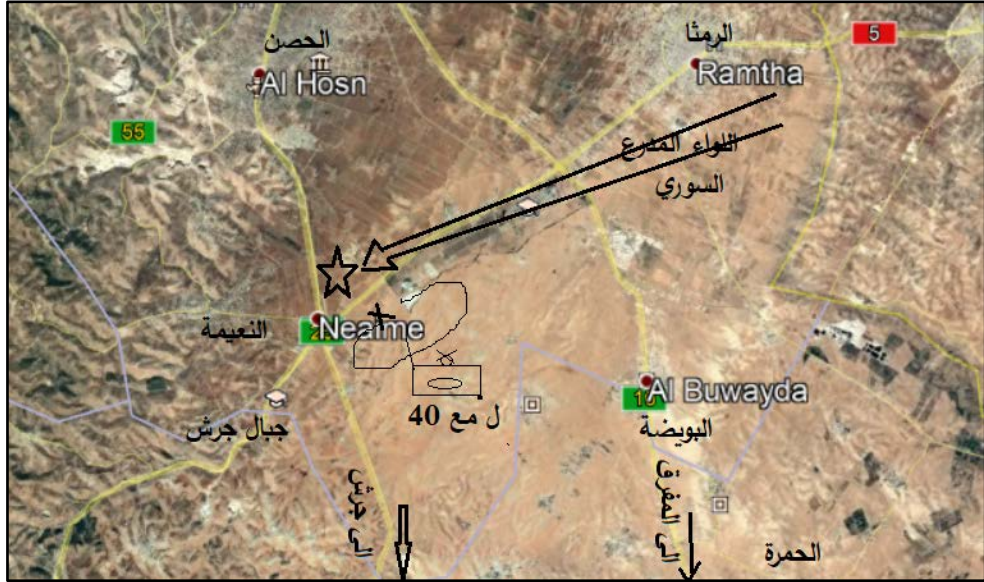 الحصن
Al Hosn
الرمثا
Ramtha
5
55
اللواء المدرع
السوري
النعيمة
Neaime
ل مع 40
جبال جرش
Al Buwayda
البويضة
الى جرش
الى المفرق
الحمرة